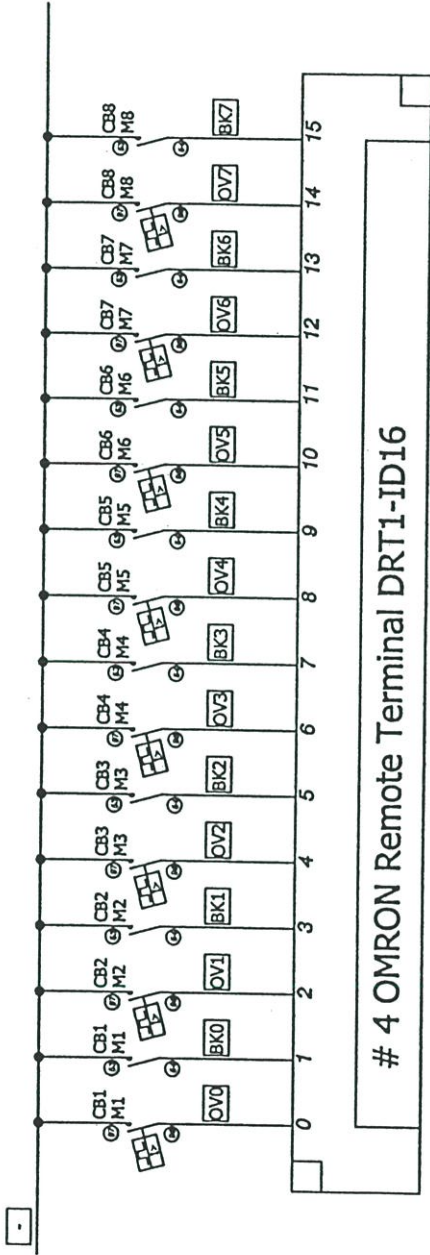 -
CB1 CB1 CB2 CB2 CB3 CB3 CB4 CB4 CB5 CB5 CB6 CB6 CB7 CB7 CB8 CB8
M1 M1 M2 M2 M3 M3 M4 M4 M5 M5 M6 M6 M7 M7 M8 M8
OV0 BK0 OV1 BK1 OV2 BK2 OV3 BK3 OV4 BK4 OV5 BK5 OV6 BK6 OV7 BK7
0 1 2 3 4 5 6 7 8 9 10 11 12 13 14 15
# 4 OMRON Remote Terminal DRT1-ID16